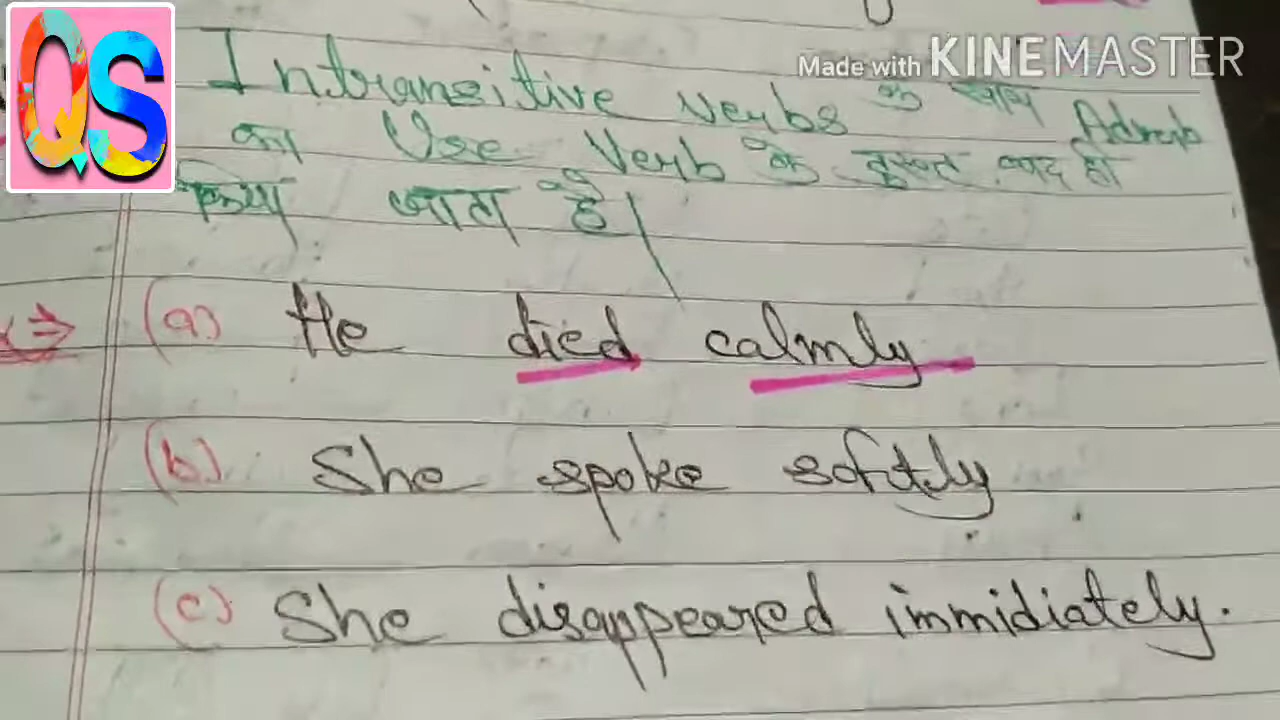 QS
Made with KINEMASTER
Intransitive verbs के साथ Adverb
का Use Verb के तुरन्त बाद ही
किया जाता है।
⇒ (a) He died calmly
(b) She spoke softly
(c) She disappeared immidiately.